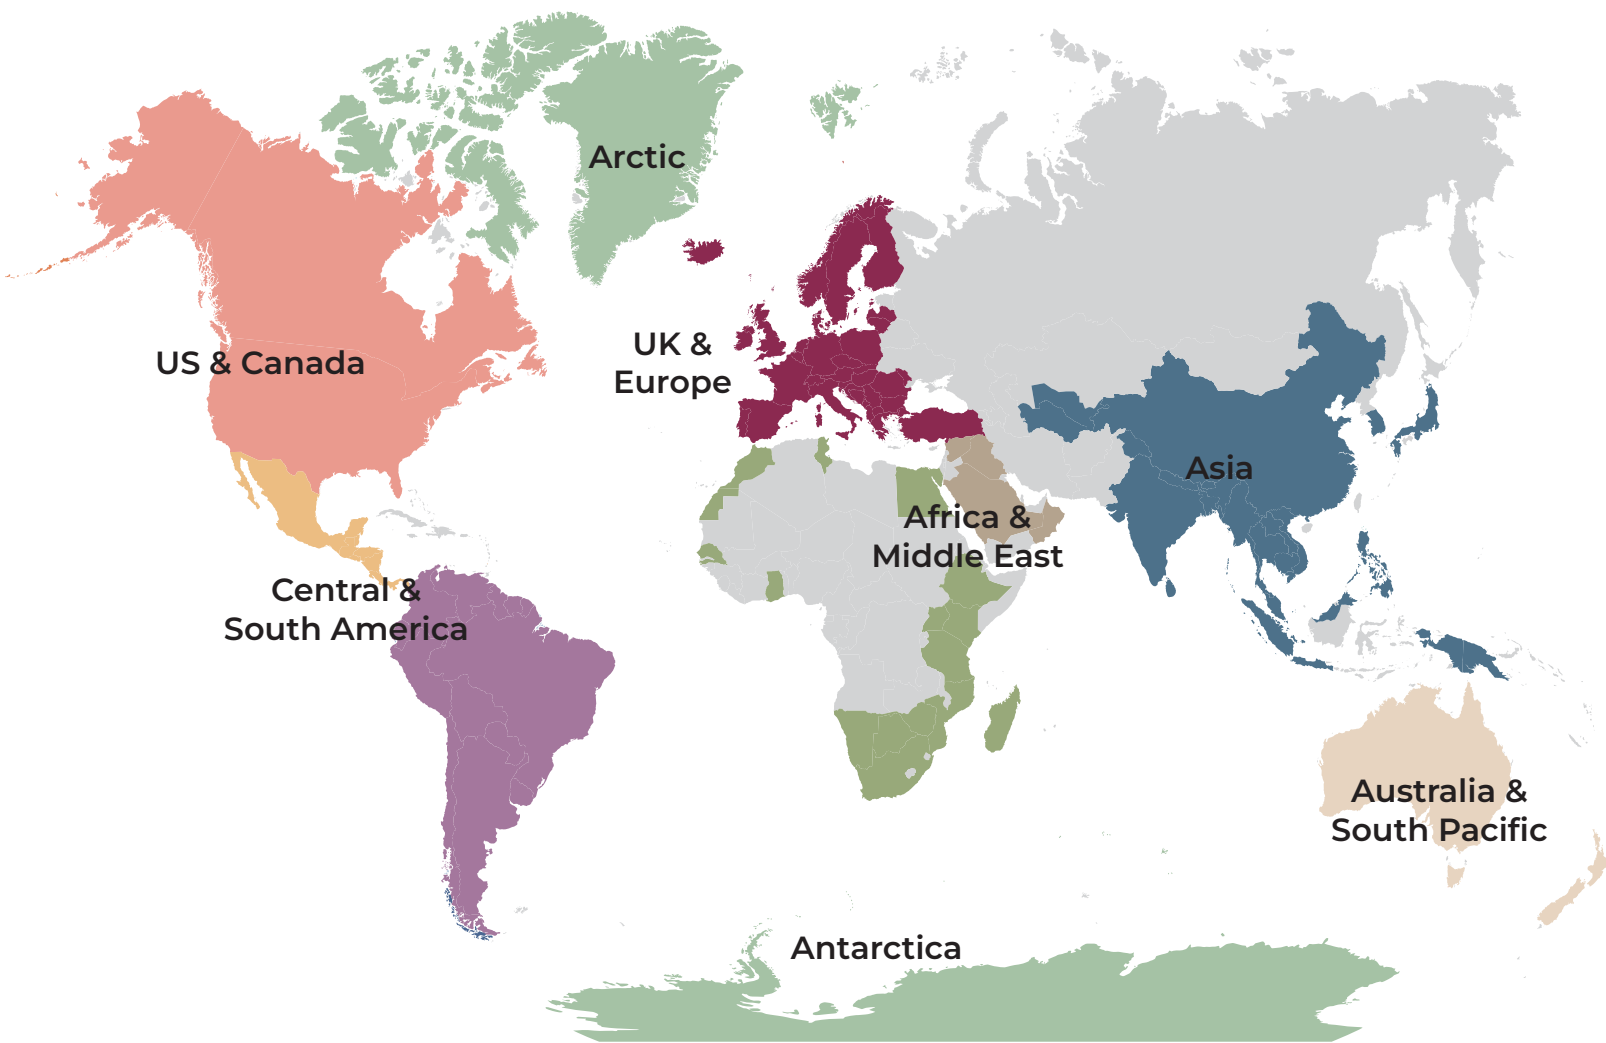 Arctic
US & Canada
UK &
Europe
Asia
Africa &
Middle East
Central &
South America
Australia &
South Pacific
Antarctica